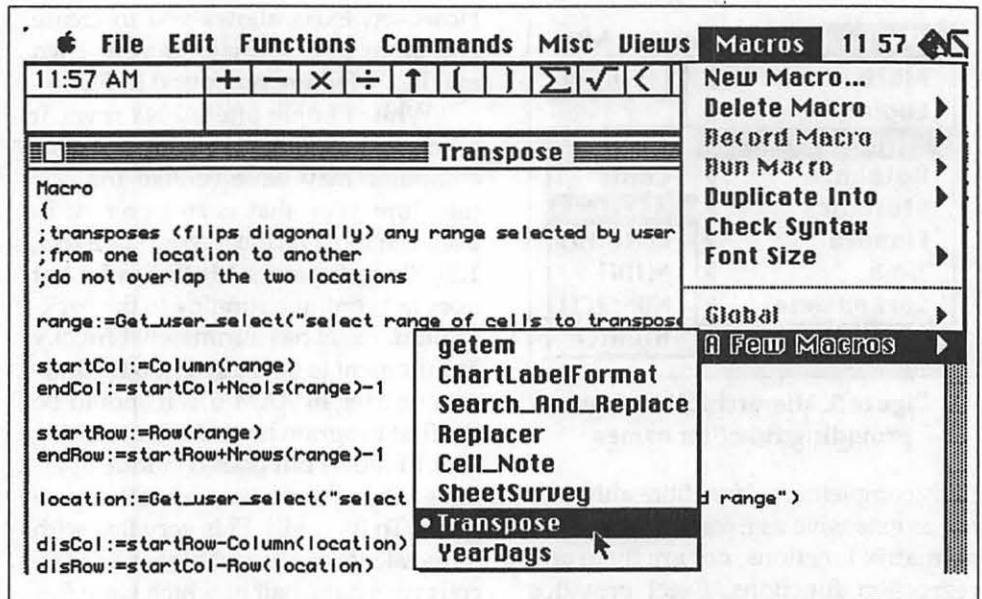 File Edit Functions Commands Misc Views Macros 11:57
11:57 AM + - × ÷ ↑ ( ) Σ √ <
New Macro...
Delete Macro
Record Macro
Run Macro
Duplicate Into
Check Syntax
Font Size
Global
A Few Macros
Transpose
Macro
{
;transposes (flips diagonally) any range selected by user
;from one location to another
;do not overlap the two locations
range:=Get_user_select("select range of cells to transpos
startCol:=Column(range)
endCol:=startCol+Ncols(range)-1
startRow:=Row(range)
endRow:=startRow+Nrows(range)-1
location:=Get_user_select("select d range")
disCol:=startRow-Column(location)
disRow:=startCol-Row(location)
getem
ChartLabelFormat
Search_And_Replace
Replacer
Cell_Note
SheetSurvey
•Transpose
YearDays